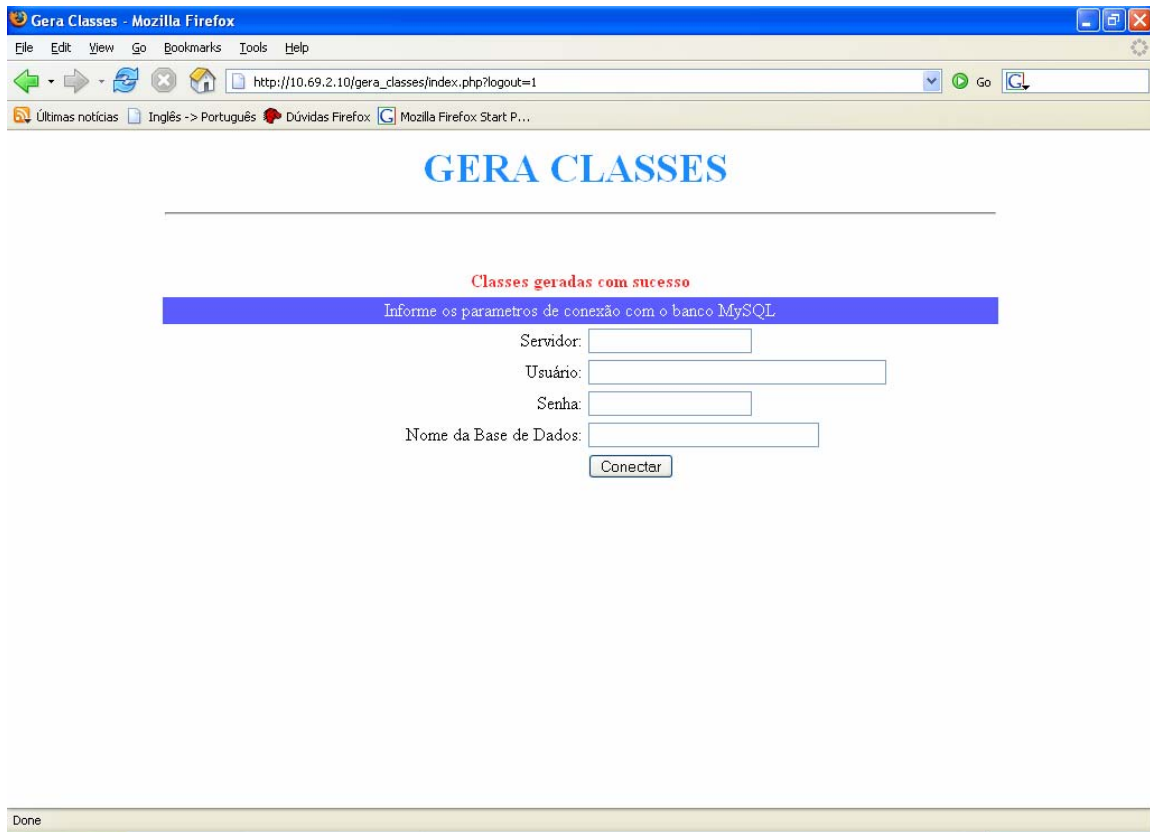 Gera Classes - Mozilla Firefox
File Edit View Go Bookmarks Tools Help
http://10.69.2.10/gera_classes/index.php?logout=1 Go G
Últimas notícias Inglês -> Português Dúvidas Firefox G Mozilla Firefox Start P...
GERA CLASSES
Classes geradas com sucesso
Informe os parametros de conexão com o banco MySQL
Servidor:
Usuário:
Senha:
Nome da Base de Dados:
Conectar
Done